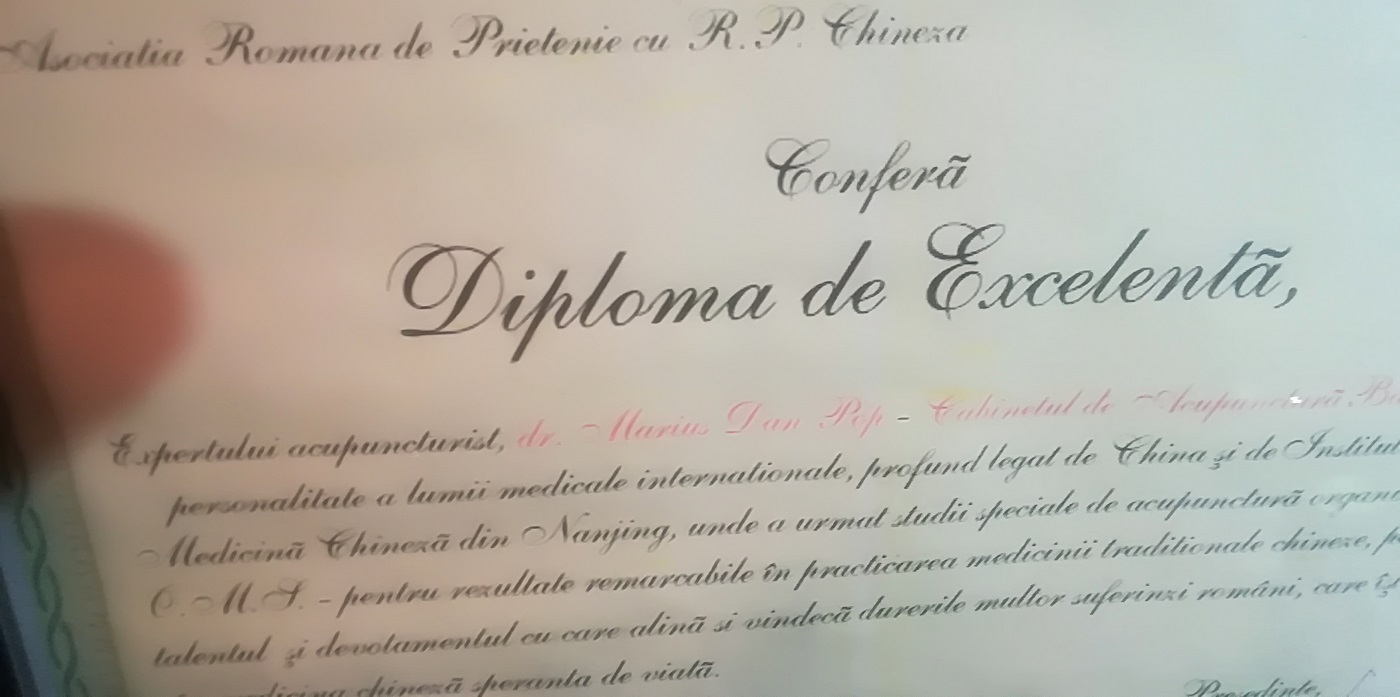 Asociatia Romana de Prietenie cu R. P. Chineza
Conferã
Diploma de Excelentã,
Expertului acupuncturist, dr. Marius Dan Pop - Cabinetul de Acupuncturã
personalitate a lumii medicale internationale, profund legat de China şi de
Medicinã Chinezã din Nanjing, unde a urmat studii speciale de acupuncturã
O.M.S. - pentru rezultate remarcabile în practicarea medicinii traditionale chineze,
talentul şi devotamentul cu care alinã si vindecã durerile multor suferinzi români, care
chinezã speranta de viatã.
Presedinte